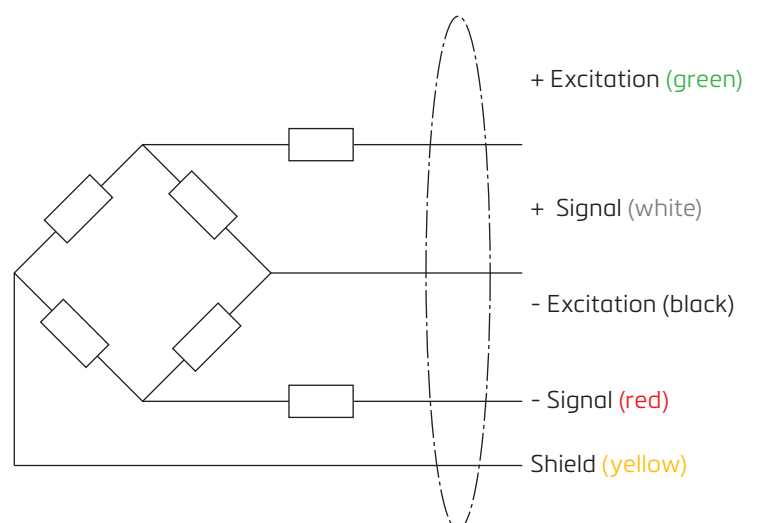 + Excitation (green)
+ Signal (white)
- Excitation (black)
- Signal (red)
Shield (yellow)